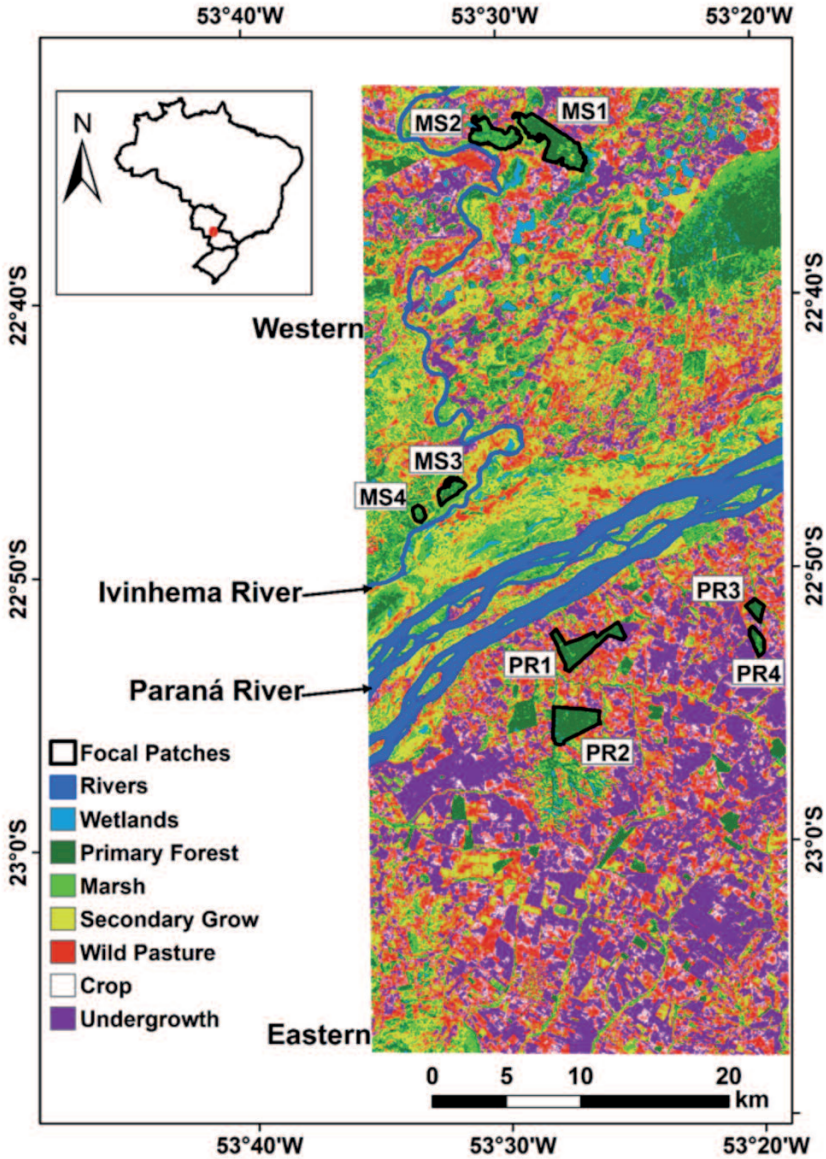 53°40'W 53°30'W 53°20'W
N
MS2
MS1
22°40'S
22°40'S
Western
MS3
MS4
22°50'S
22°50'S
Ivinhema River
PR3
PR1
PR4
Paraná River
PR2
Focal Patches
Rivers
Wetlands
Primary Forest
Marsh
Secondary Grow
Wild Pasture
Crop
Undergrowth
23°0'S
23°0'S
Eastern
0 5 10 20
km
53°40'W 53°30'W 53°20'W